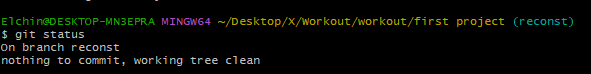 Elchin@DESKTOP-MN3EPRA MINGW64 ~/Desktop/X/Workout/workout/first project (reconst)
$ git status
On branch reconst
nothing to commit, working tree clean